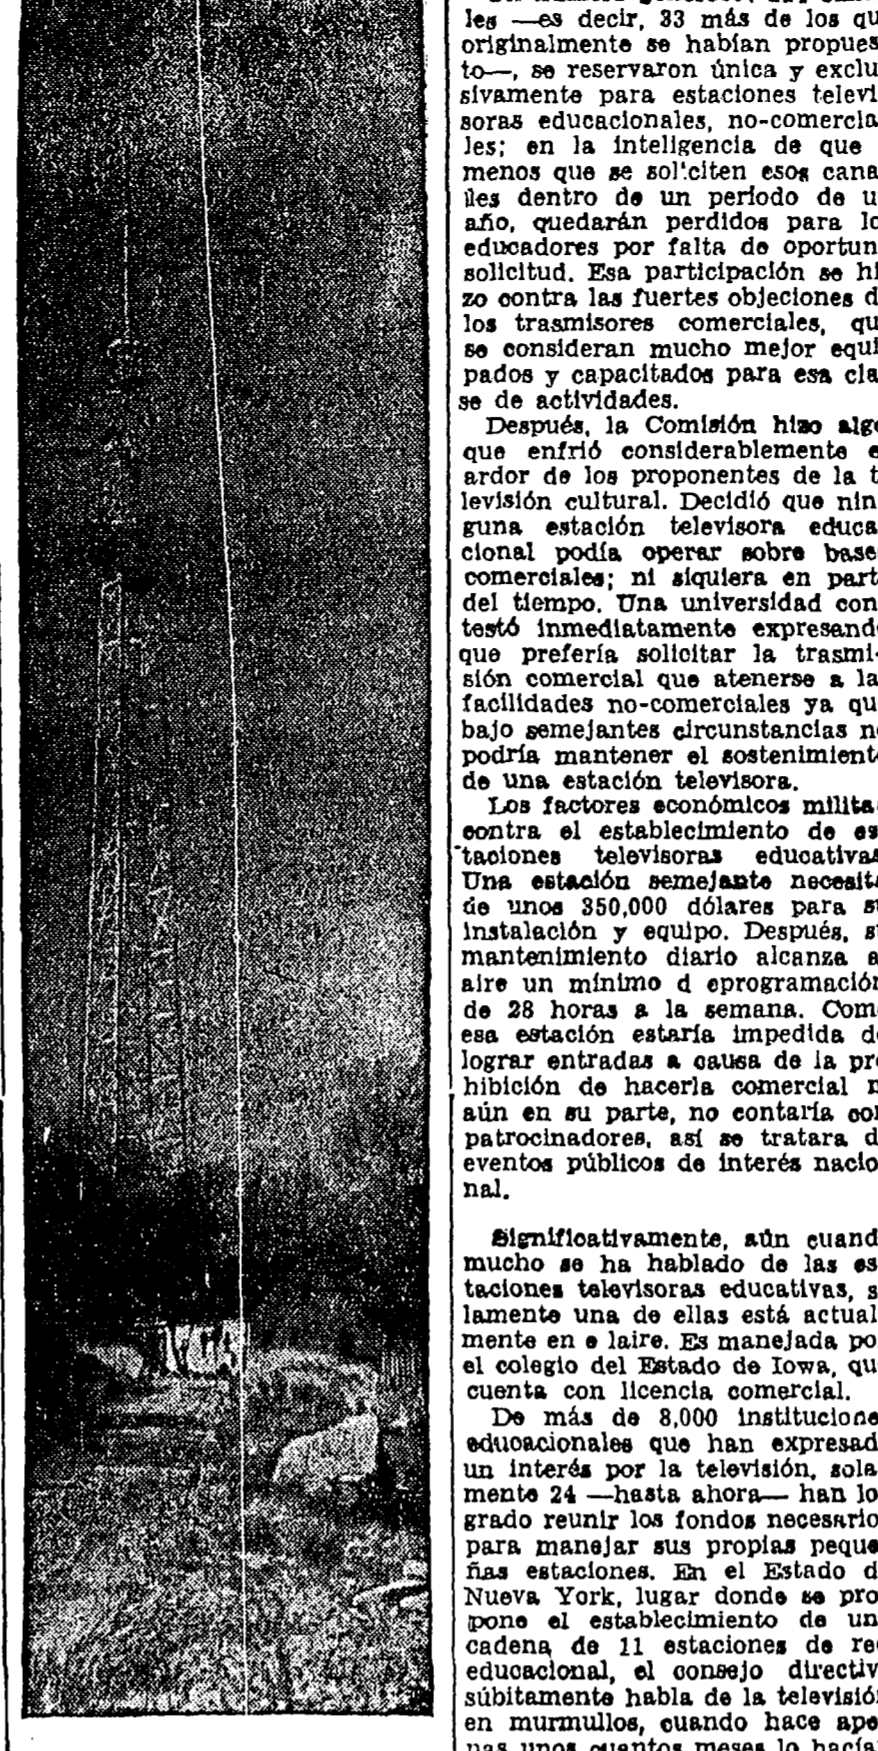 les —es decir, 33 más de los qu
originalmente se habían propues
to—, se reservaron única y exclu
sivamente para estaciones televi
soras educacionales, no-comercia
les; en la inteligencia de que
menos que se soliciten esos cana
les dentro de un período de u
año, quedarán perdidos para lo
educadores por falta de oportun
solicitud. Esa participación se hi
zo contra las fuertes objeciones d
los trasmisores comerciales, qu
se consideran mucho mejor equi
pados y capacitados para esa cla
se de actividades.
Después, la Comisión hizo algo
que enfrió considerablemente e
ardor de los proponentes de la t
levisión cultural. Decidió que nin
guna estación televisora educa
cional podía operar sobre base
comerciales; ni siquiera en part
del tiempo. Una universidad con
testó inmediatamente expresando
que prefería solicitar la trasmi-
sión comercial que atenerse a la
facilidades no-comerciales ya qu
bajo semejantes circunstancias no
podría mantener el sostenimiento
de una estación televisora.
Los factores económicos milita
contra el establecimiento de es
taciones televisoras educativas
Una estación semejante necesita
de unos 350,000 dólares para su
instalación y equipo. Después, su
mantenimiento diario alcanza a
aire un mínimo d eprogramación
de 28 horas a la semana. Com
esa estación estaría impedida de
lograr entradas a causa de la pro
hibición de hacerla comercial n
aún en su parte, no contaría con
patrocinadores, así se tratara d
eventos públicos de interés nacio
nal.
Significativamente, aún cuand
mucho se ha hablado de las es
taciones televisoras educativas, s
lamente una de ellas está actual
mente en e laire. Es manejada po
el colegio del Estado de Iowa, qu
cuenta con licencia comercial.
De más de 8,000 institucione
educacionales que han expresad
un interés por la televisión, sola
mente 24 —hasta ahora— han lo
grado reunir los fondos necesario
para manejar sus propias peque
ñas estaciones. En el Estado d
Nueva York, lugar donde se pro
pone el establecimiento de un
cadena de 11 estaciones de re
educacional, el consejo directiv
súbitamente habla de la televisió
en murmullos, cuando hace ape
nas unos cuantos meses lo hacía